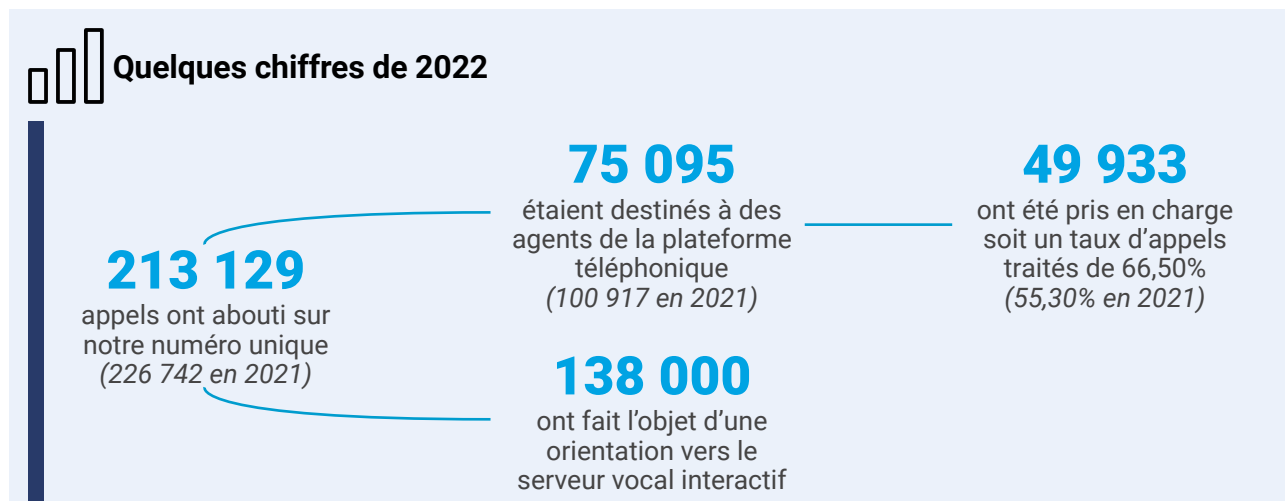 Quelques chiffres de 2022
213 129
appels ont abouti sur
notre numéro unique
(226 742 en 2021)
75 095
étaient destinés à des
agents de la plateforme
téléphonique
(100 917 en 2021)
49 933
ont été pris en charge
soit un taux d’appels
traités de 66,50%
(55,30% en 2021)
138 000
ont fait l’objet d’une
orientation vers le
serveur vocal interactif